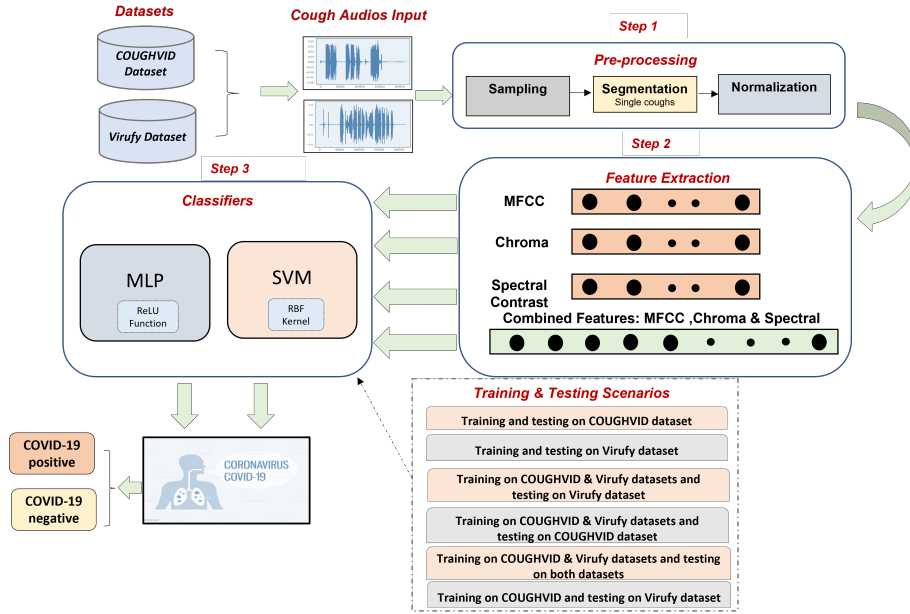 Datasets
COUGHVID
Dataset
Virufy Dataset
Cough Audios Input
Step 1
Pre-processing
Sampling
Segmentation
Single coughs
Normalization
Step 2
Feature Extraction
MFCC
Chroma
Spectral
Contrast
Combined Features: MFCC ,Chroma & Spectral
Step 3
Classifiers
MLP
ReLU
Function
SVM
RBF
Kernel
Training & Testing Scenarios
Training and testing on COUGHVID dataset
Training and testing on Virufy dataset
Training on COUGHVID & Virufy datasets and
testing on Virufy dataset
Training on COUGHVID & Virufy datasets and
testing on COUGHVID dataset
Training on COUGHVID & Virufy datasets and testing
on both datasets
Training on COUGHVID and testing on Virufy dataset
CORONAVIRUS
COVID-19
COVID-19
positive
COVID-19
negative